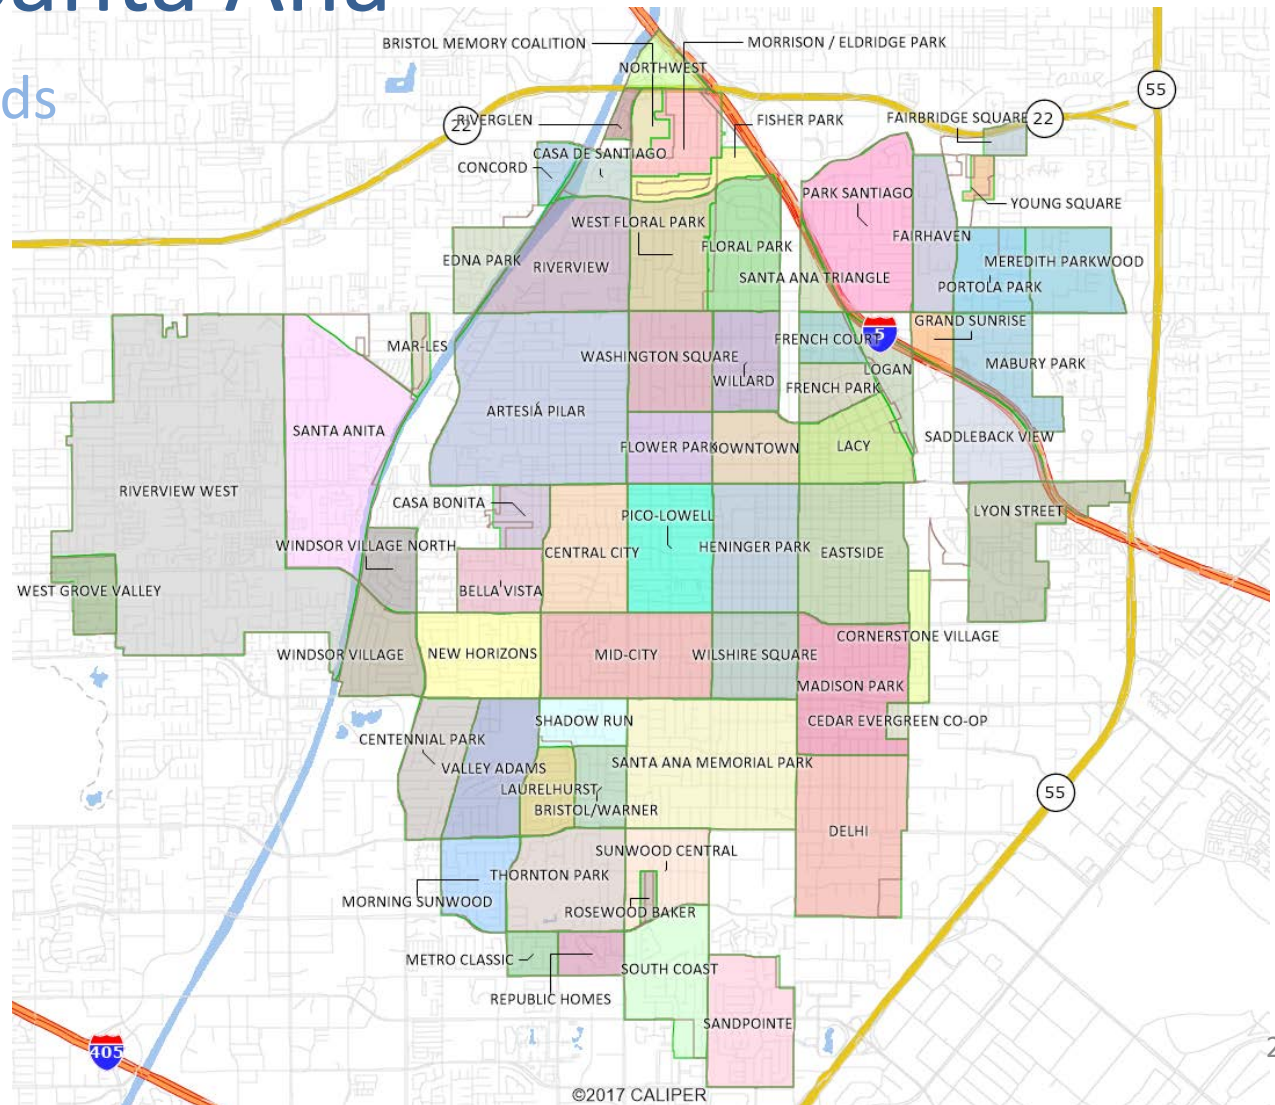 Santa Ana
ds
BRISTOL MEMORY COALITION
MORRISON / ELDRIDGE PARK
NORTHWEST
55
22
RIVERGLEN
FISHER PARK
FAIRBRIDGE SQUARE
22
CASA DE SANTIAGO
CONCORD
PARK SANTIAGO
YOUNG SQUARE
WEST FLORAL PARK
FLORAL PARK
FAIRHAVEN
EDNA PARK
RIVERVIEW
SANTA ANA TRIANGLE
MEREDITH PARKWOOD
PORTOLA PARK
GRAND SUNRISE
5
FRENCH COURT
MAR-LES
WASHINGTON SQUARE
MABURY PARK
LOGAN
WILLARD
FRENCH PARK
ARTESIA PILAR
SANTA ANITA
SADDLEBACK VIEW
FLOWER PARK
DOWNTOWN
LACY
RIVERVIEW WEST
CASA BONITA
LYON STREET
PICO-LOWELL
WINDSOR VILLAGE NORTH
CENTRAL CITY
HENINGER PARK
EASTSIDE
WEST GROVE VALLEY
BELLA VISTA
CORNERSTONE VILLAGE
WINDSOR VILLAGE
NEW HORIZONS
MID-CITY
WILSHIRE SQUARE
MADISON PARK
SHADOW RUN
CEDAR EVERGREEN CO-OP
CENTENNIAL PARK
VALLEY ADAMS
SANTA ANA MEMORIAL PARK
LAURELHURST
55
BRISTOL/WARNER
DELHI
SUNWOOD CENTRAL
THORNTON PARK
MORNING SUNWOOD
ROSEWOOD BAKER
METRO CLASSIC
SOUTH COAST
REPUBLIC HOMES
SANDPOINTE
405
2
©2017 CALIPER